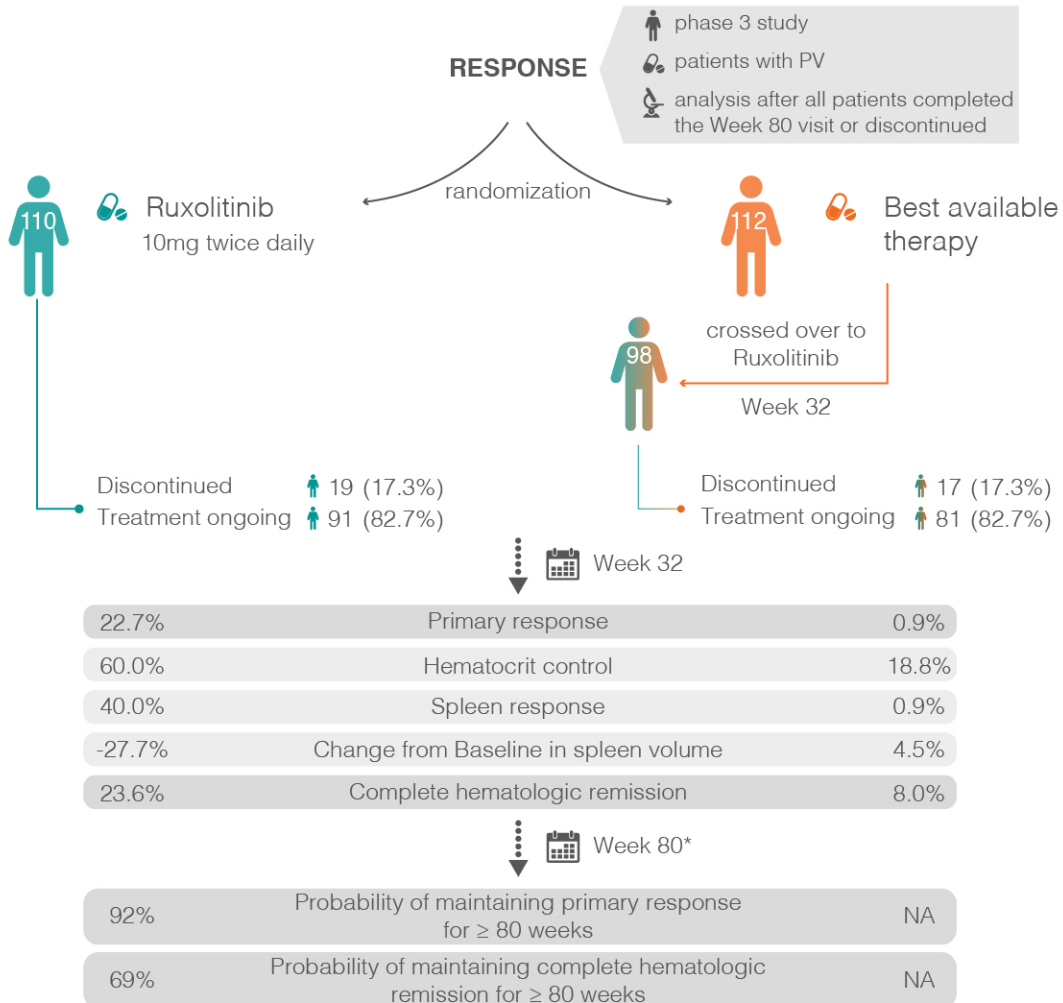 RESPONSE
phase 3 study
patients with PV
analysis after all patients completed
the Week 80 visit or discontinued
randomization
110
Ruxolitinib
10mg twice daily
112
Best available
therapy
98
crossed over to
Ruxolitinib
Week 32
Discontinued 19 (17.3%)
Treatment ongoing 91 (82.7%)
Discontinued 17 (17.3%)
Treatment ongoing 81 (82.7%)
Week 32
22.7% Primary response 0.9%
60.0% Hematocrit control 18.8%
40.0% Spleen response 0.9%
-27.7% Change from Baseline in spleen volume 4.5%
23.6% Complete hematologic remission 8.0%
Week 80*
92% Probability of maintaining primary response NA
for ≥ 80 weeks
69% Probability of maintaining complete hematologic NA
remission for ≥ 80 weeks